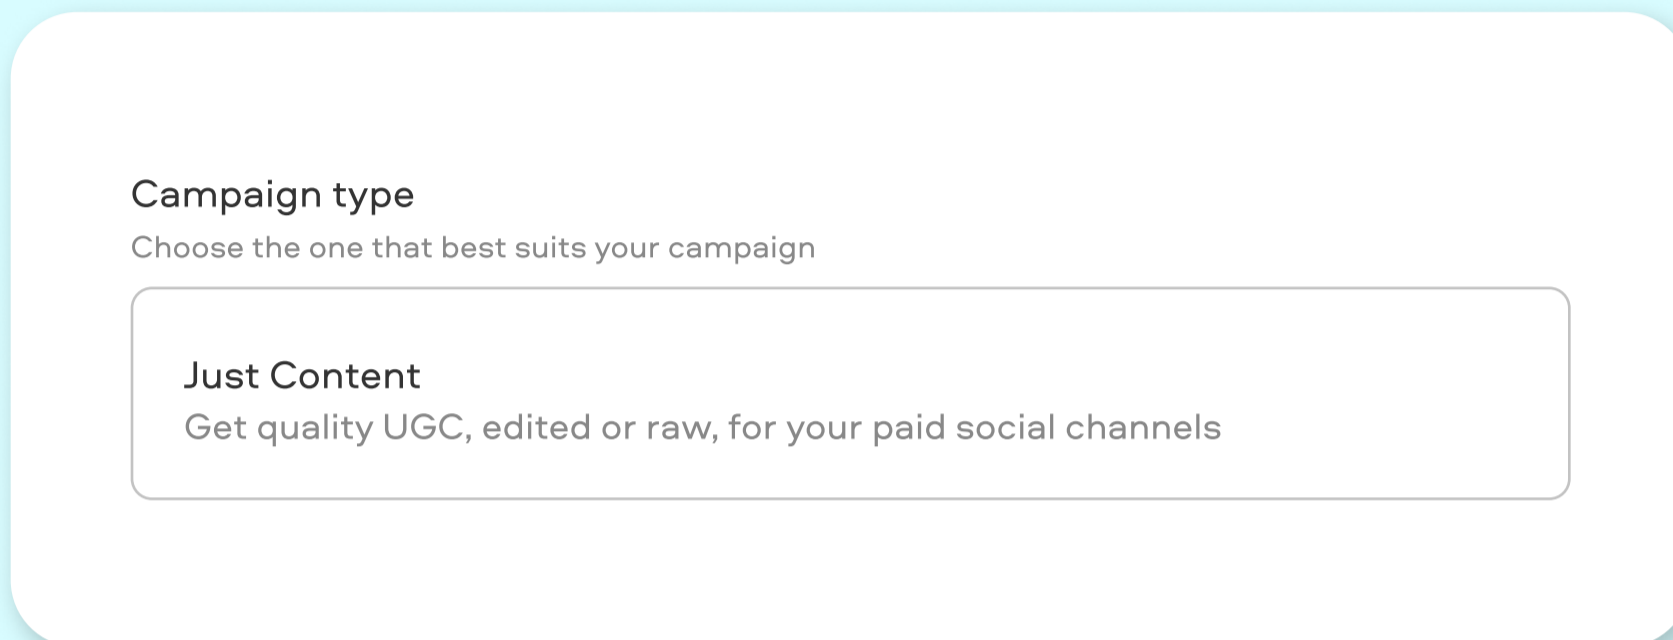 Campaign type
Choose the one that best suits your campaign
Just Content
Get quality UGC, edited or raw, for your paid social channels